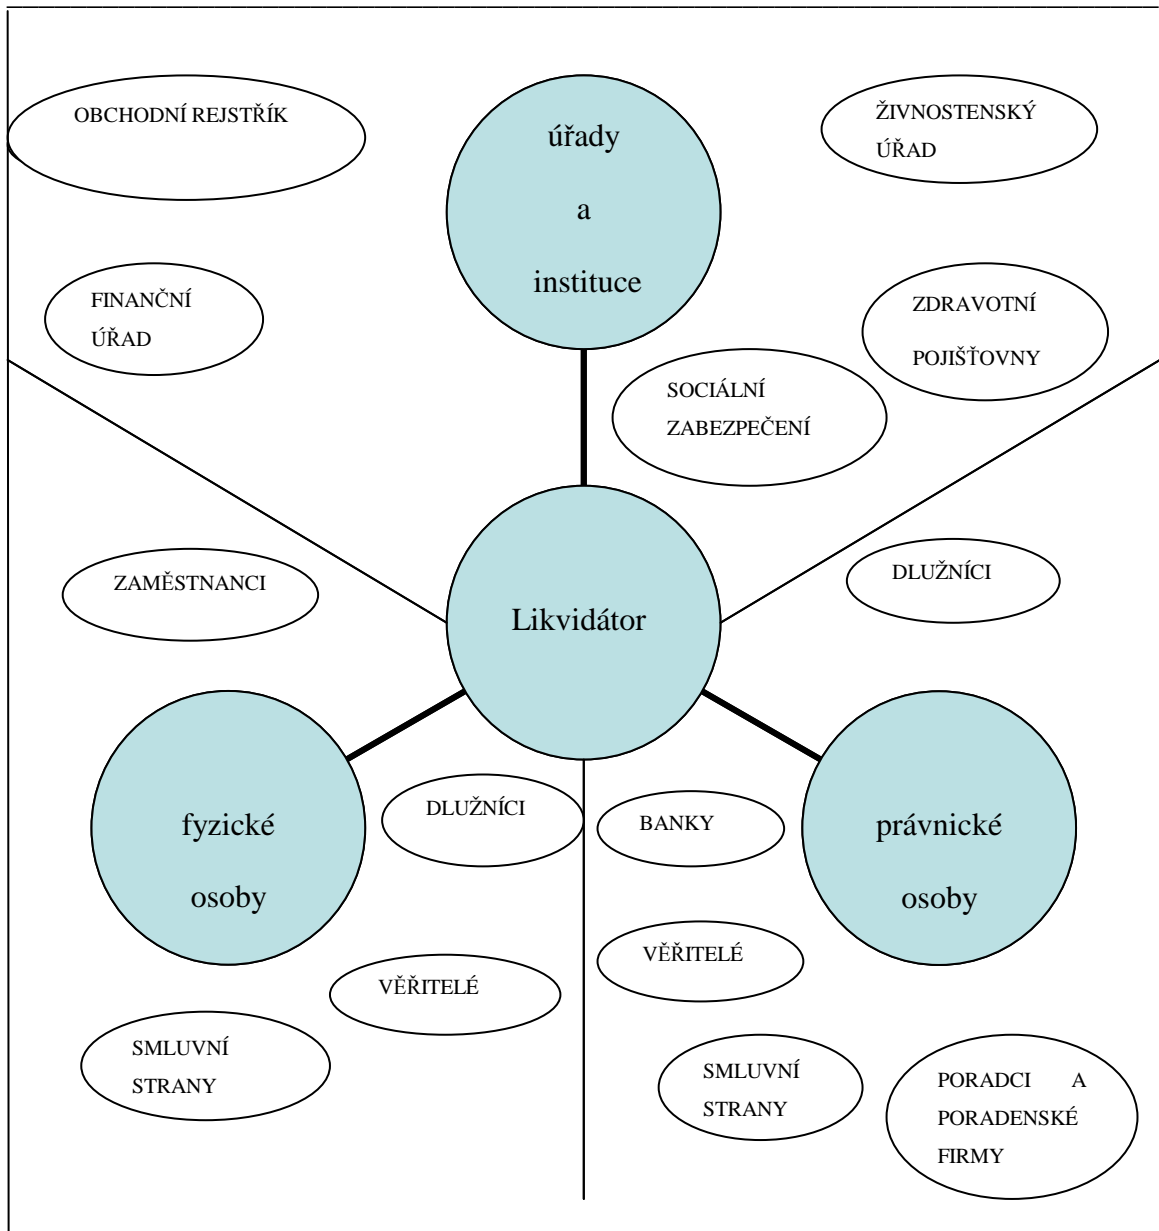 OBCHODNÍ REJSTŘÍK
úřady
a
instituce
ŽIVNOSTENSKÝ
ÚŘAD
FINANČNÍ
ÚŘAD
ZDRAVOTNÍ
POJIŠŤOVNY
SOCIÁLNÍ
ZABEZPEČENÍ
ZAMĚSTNANCI
Likvidátor
DLUŽNÍCI
fyzické
osoby
DLUŽNÍCI
BANKY
právnické
osoby
VĚŘITELÉ
VĚŘITELÉ
SMLUVNÍ
STRANY
SMLUVNÍ
STRANY
PORADCI A
PORADENSKÉ
FIRMY